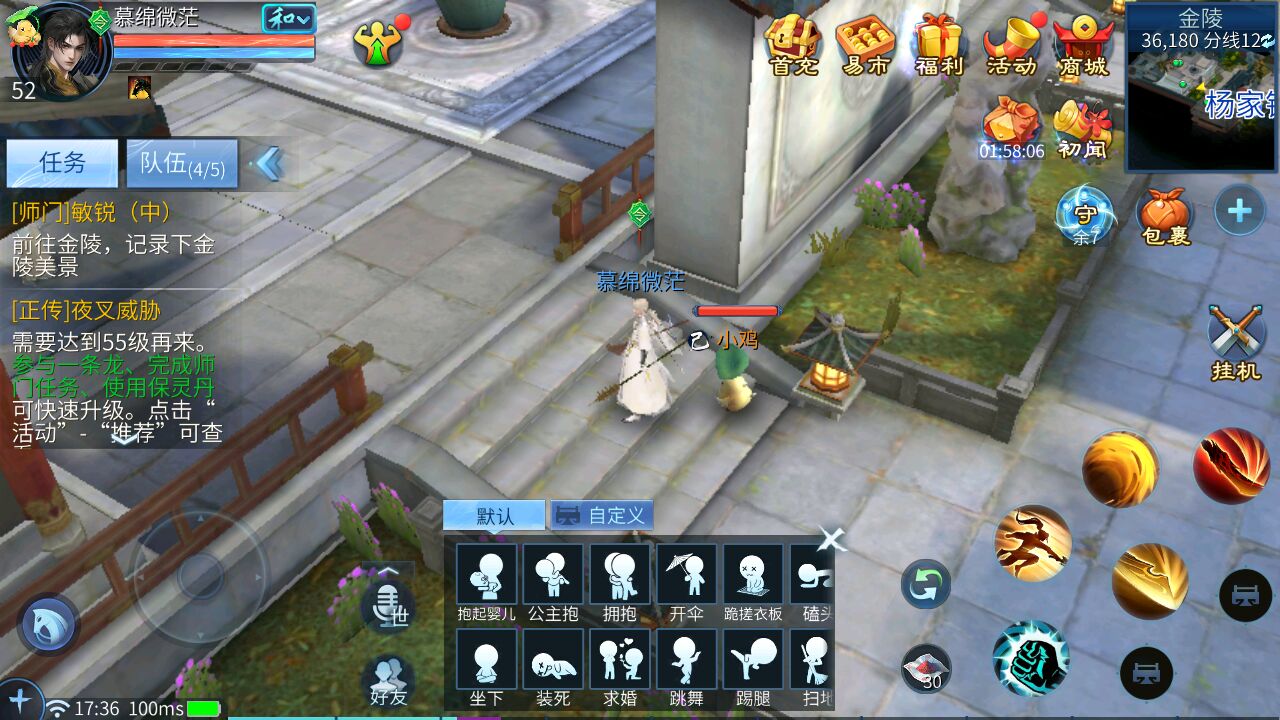 慕绵微茫
和
52
首充
易市
福利
活动
商城
金陵
36,180 分线12
杨家
01:58:06
初闻
任务
队伍(4/5)
守
余7
包裹
[师门]敏锐（中）
前往金陵，记录下金
陵美景
[正传]夜叉威胁
需要达到55级再来。
参与一条龙、完成师
门任务、使用保灵丹
可快速升级。点击“
活动”-“推荐”可查
慕绵微茫
己 小鸡
挂机
默认
自定义
抱起婴儿
公主抱
拥抱
开伞
跪搓衣板
磕头
坐下
装死
求婚
跳舞
踢腿
扫地
世
好友
30
17:36
100ms